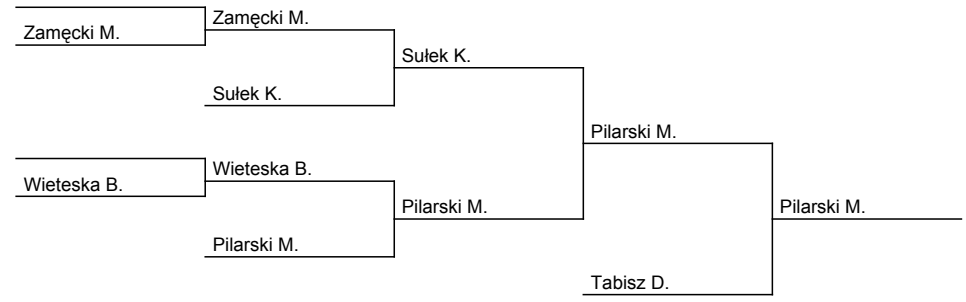 Zamęcki M.
Zamęcki M.
Sułek K.
Sułek K.
Pilarski M.
Wieteska B.
Wieteska B.
Pilarski M.
Pilarski M.
Pilarski M.
Tabisz D.